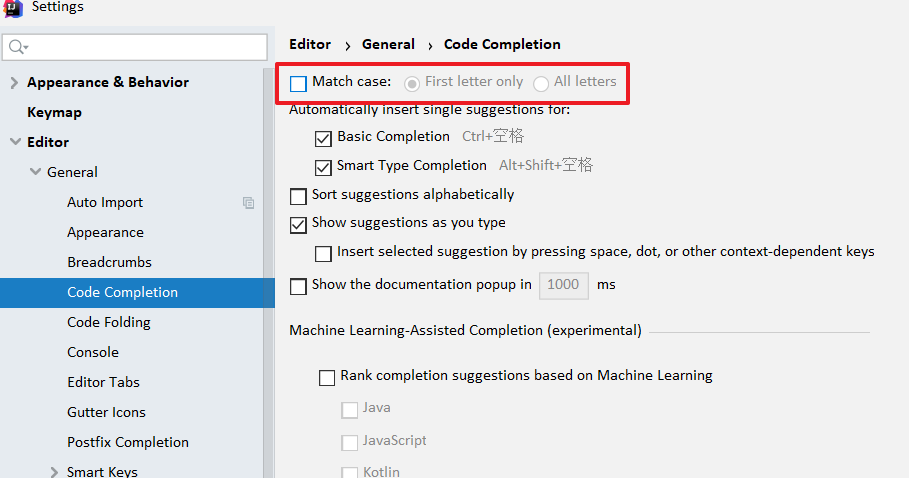 Settings
Editor › General › Code Completion
Appearance & Behavior
Keymap
Editor
General
Auto Import
Appearance
Breadcrumbs
Code Completion
Code Folding
Console
Editor Tabs
Gutter Icons
Postfix Completion
Smart Keys
Match case: First letter only All letters
Automatically insert single suggestions for:
Basic Completion Ctrl+空格
Smart Type Completion Alt+Shift+空格
Sort suggestions alphabetically
Show suggestions as you type
Insert selected suggestion by pressing space, dot, or other context-dependent keys
Show the documentation popup in 1000 ms
Machine Learning-Assisted Completion (experimental)
Rank completion suggestions based on Machine Learning
Java
JavaScript
Kotlin